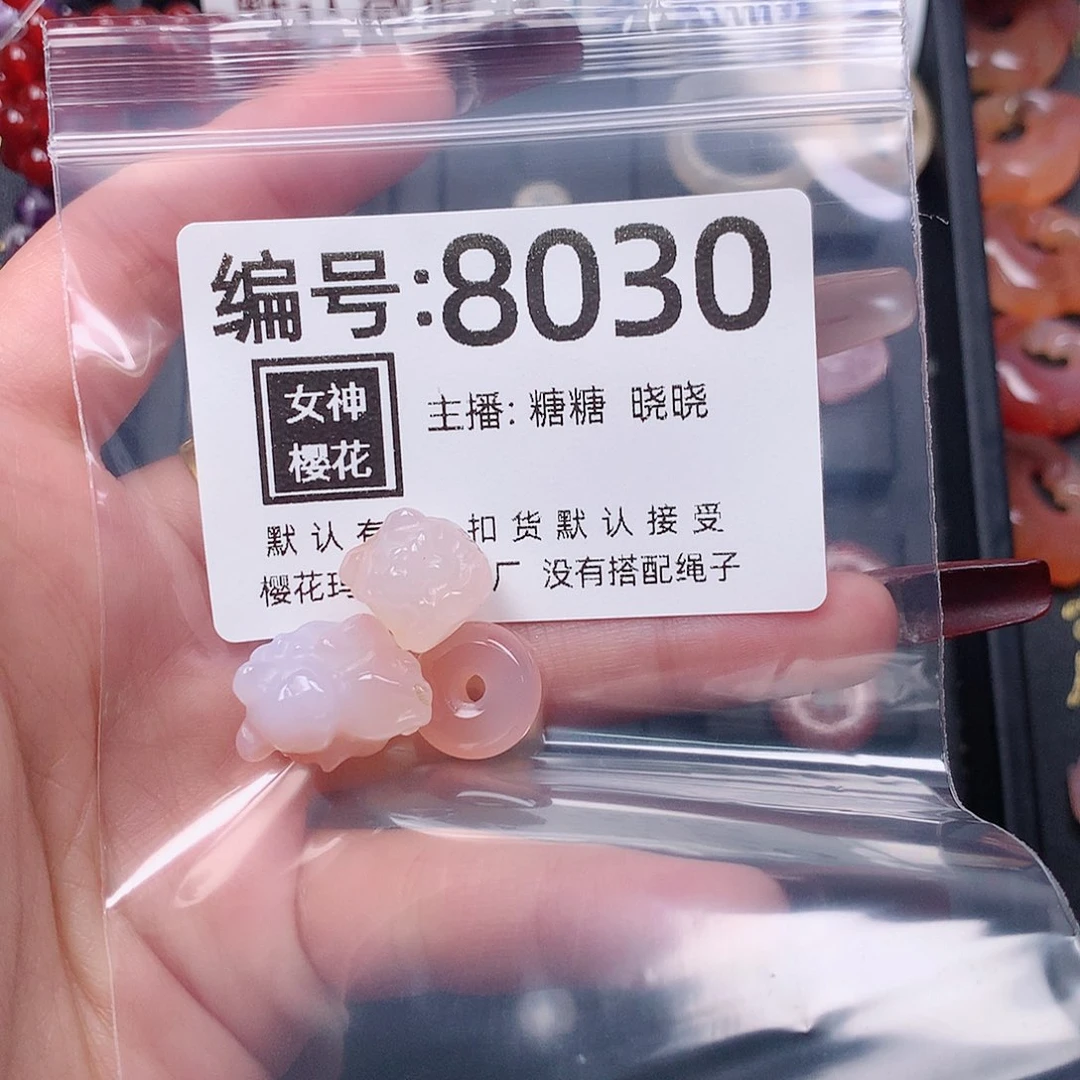 编号:8030
女神
樱花
主播: 糖糖 晓晓
默认有 扣货默认接受
樱花 厂 没有搭配绳子